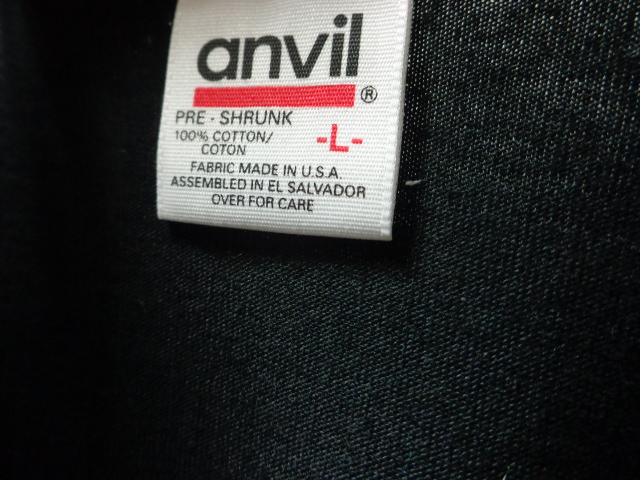 anvil
®
PRE - SHRUNK
100% COTTON/
COTON
-L-
FABRIC MADE IN U.S.A.
ASSEMBLED IN EL SALVADOR
OVER FOR CARE